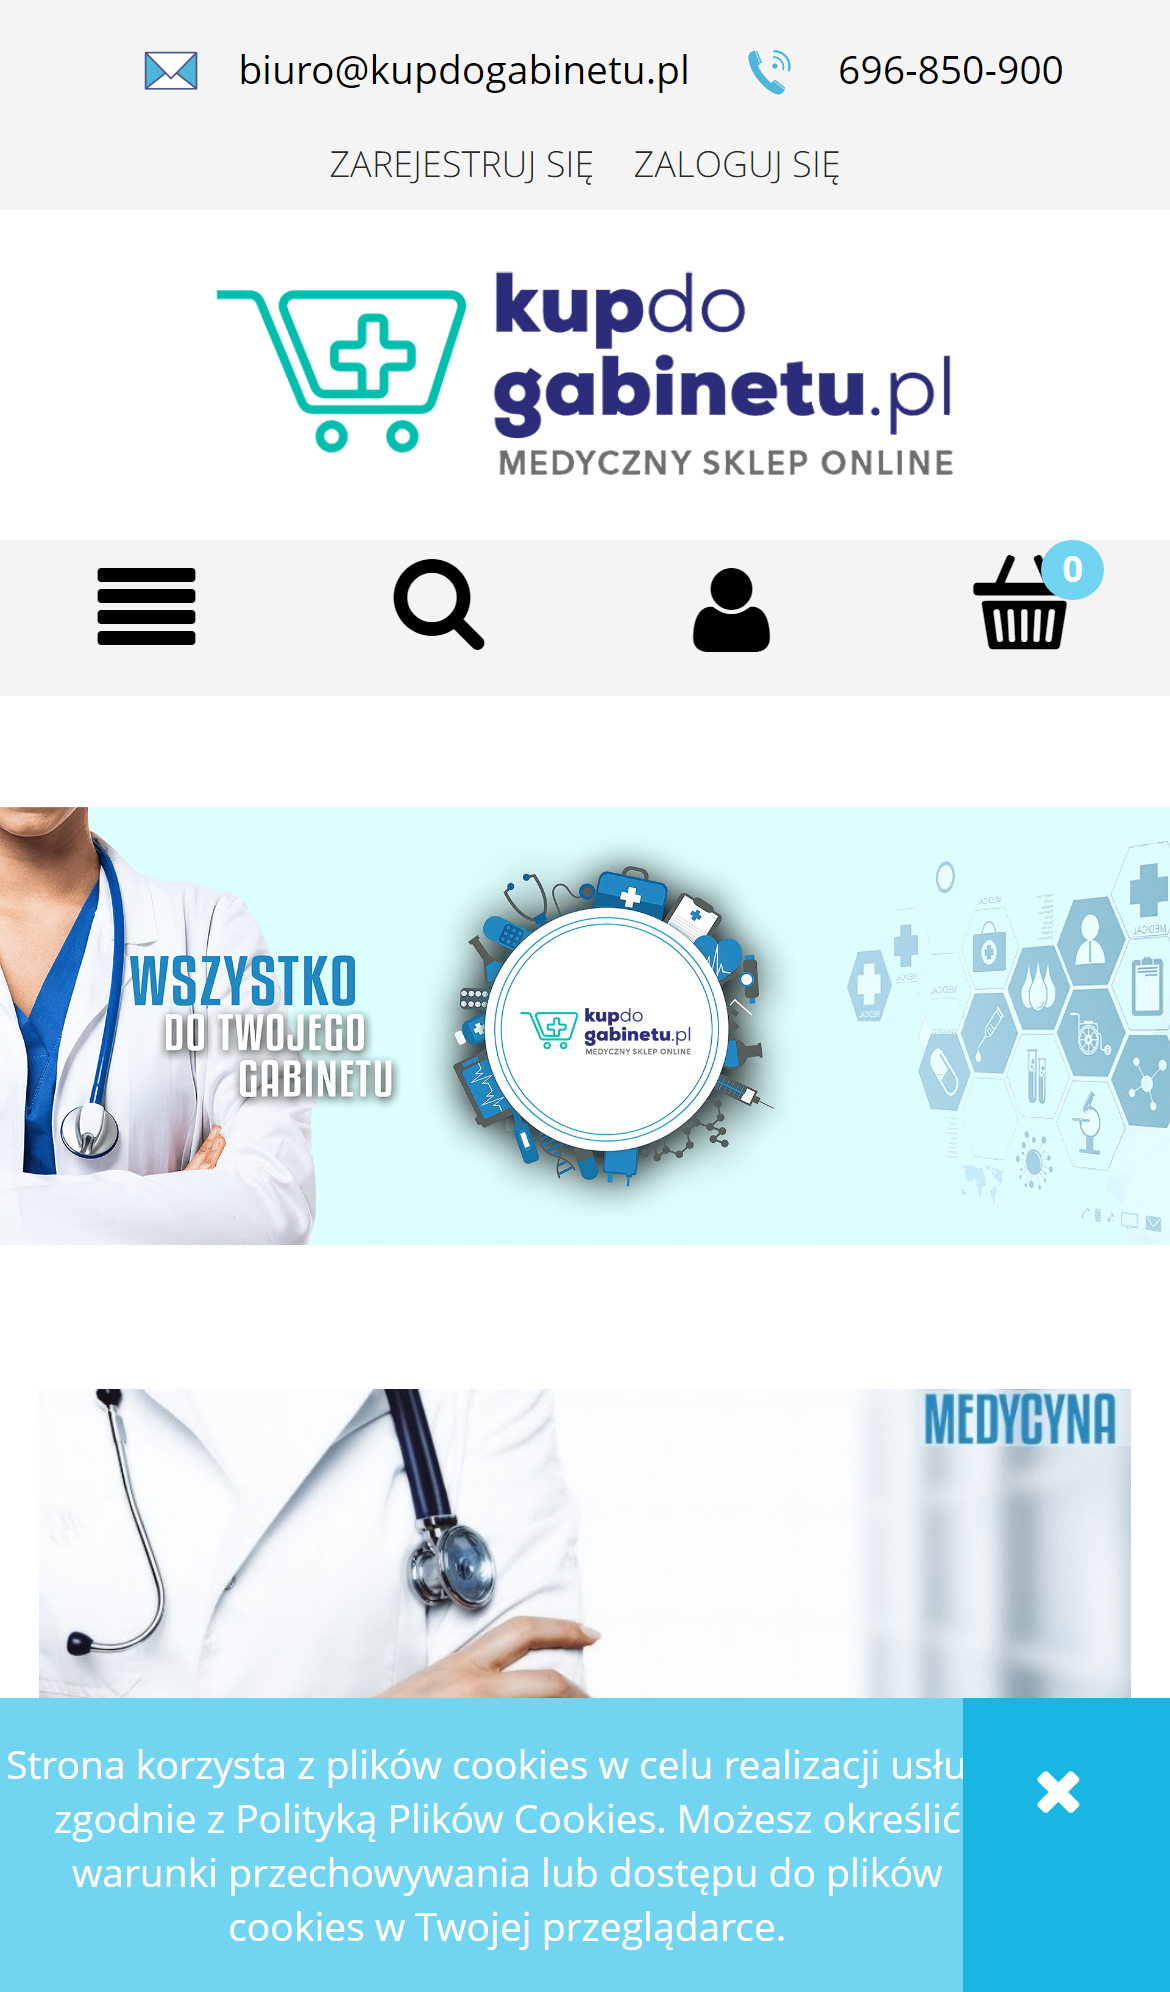 biuro@kupdogabinetu.pl 696-850-900
ZAREJESTRUJ SIĘ ZALOGUJ SIĘ
kupdo
gabinetu.pl
MEDYCZNY SKLEP ONLINE
0
WSZYSTKO
DO TWOJEGO
GABINETU
kupdo
gabinetu.pl
MEDYCZNY SKLEP ONLINE
MEDYCYNA
Strona korzysta z plików cookies w celu realizacji usłu
zgodnie z Polityką Plików Cookies. Możesz określić
warunki przechowywania lub dostępu do plików
cookies w Twojej przeglądarce.